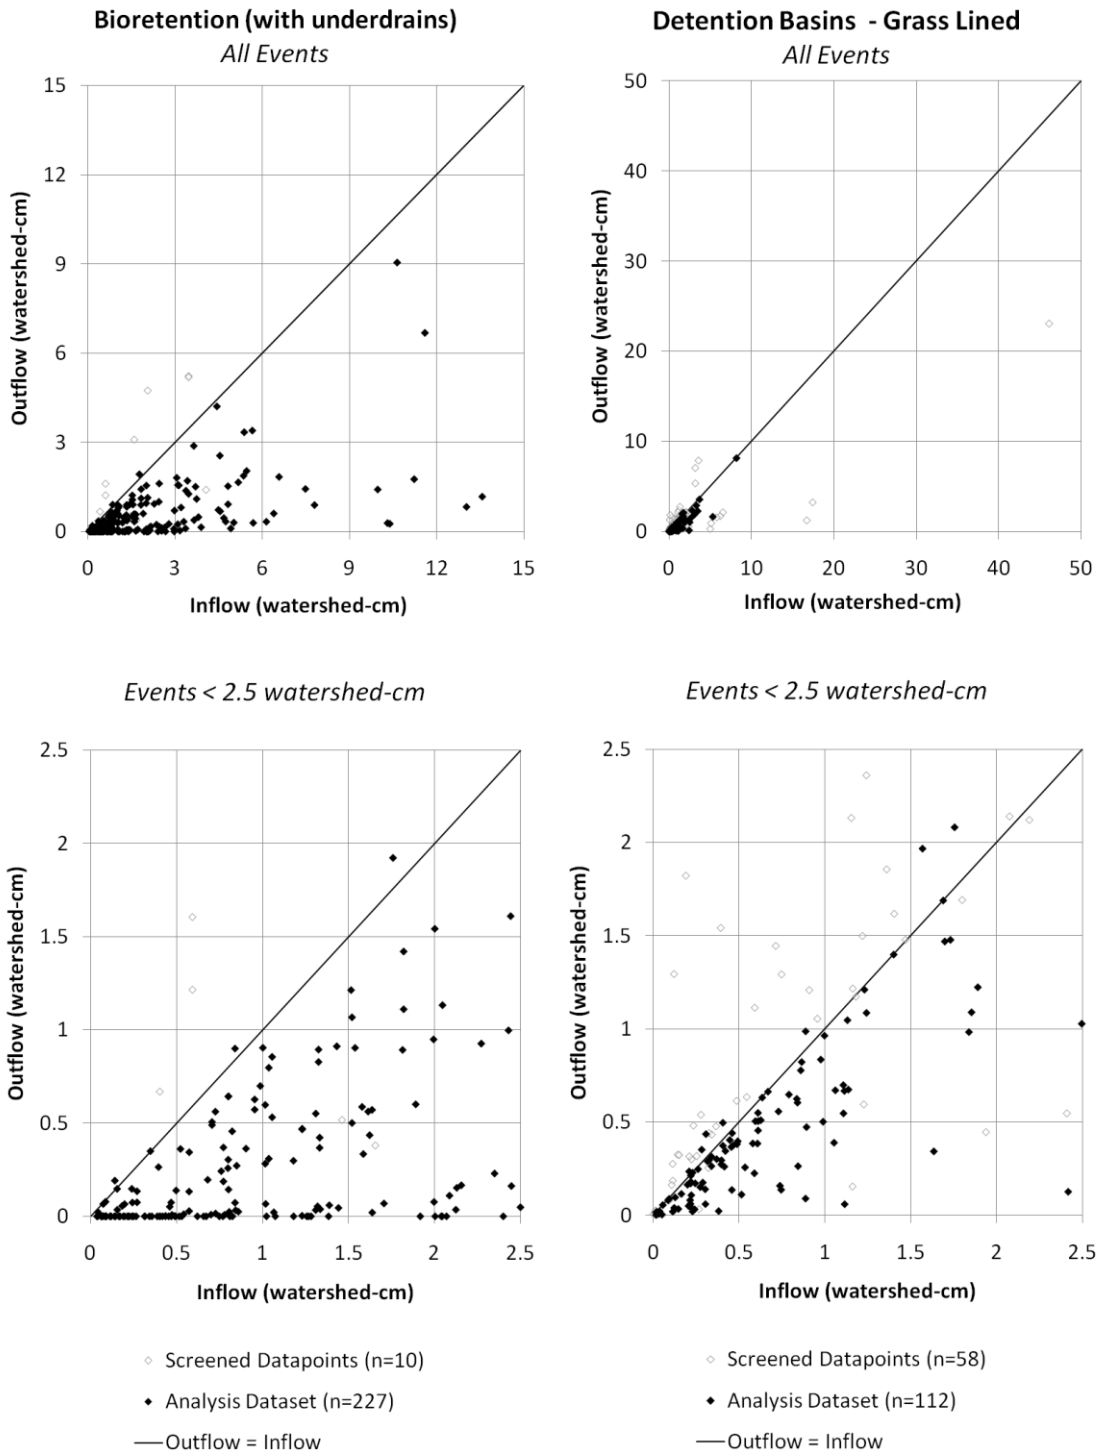 Bioretention (with underdrains)
All Events
15
12
9
6
3
0
0 3 6 9 12 15
Outflow (watershed-cm)
Inflow (watershed-cm)
Detention Basins - Grass Lined
All Events
50
40
30
20
10
0
0 10 20 30 40 50
Outflow (watershed-cm)
Inflow (watershed-cm)
Events < 2.5 watershed-cm
2.5
2
1.5
1
0.5
0
0 0.5 1 1.5 2 2.5
Outflow (watershed-cm)
Inflow (watershed-cm)
Screened Datapoints (n=10)
Analysis Dataset (n=227)
Outflow = Inflow
Events < 2.5 watershed-cm
2.5
2
1.5
1
0.5
0
0 0.5 1 1.5 2 2.5
Outflow (watershed-cm)
Inflow (watershed-cm)
Screened Datapoints (n=58)
Analysis Dataset (n=112)
Outflow = Inflow